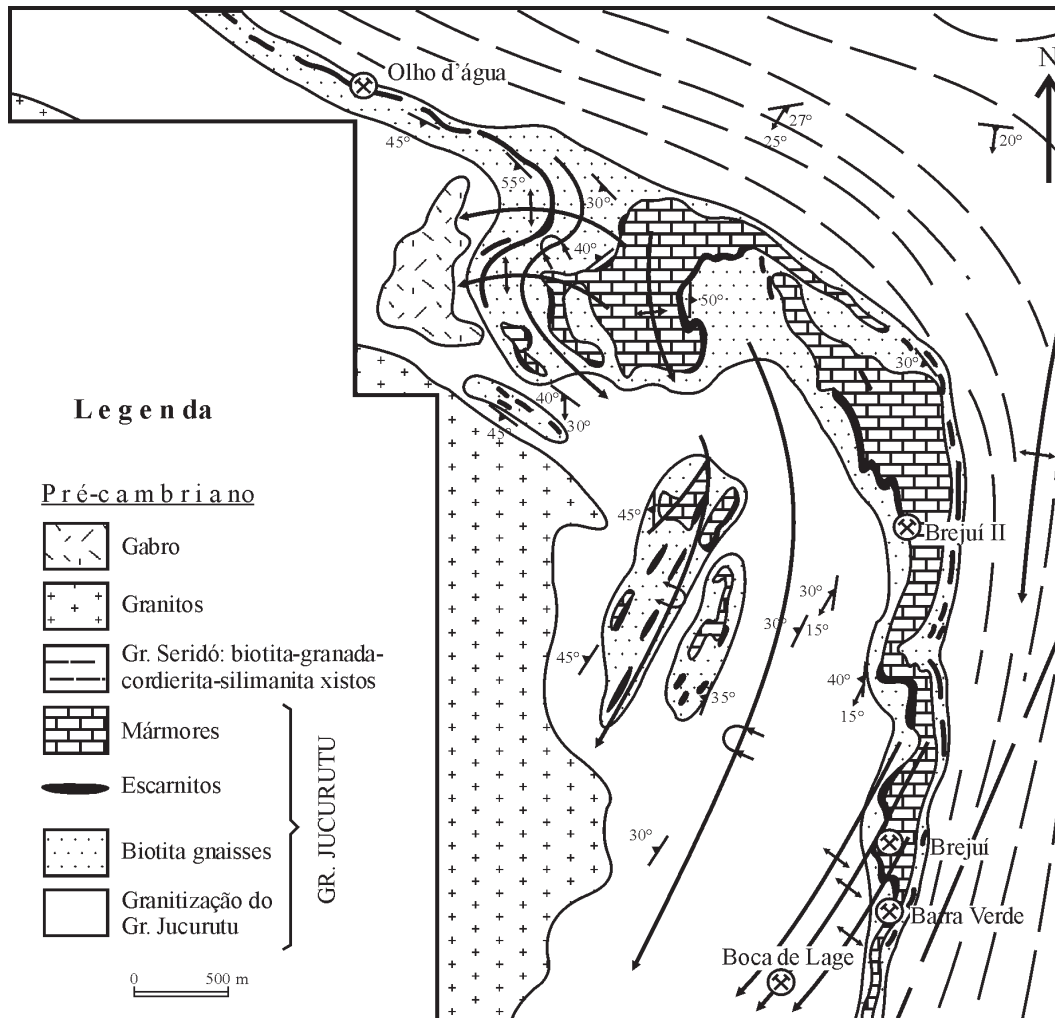 Olho d'água
N
27°
25°
20°
45°
55°
30°
40°
50°
30°
40°
30°
45°
Legenda
Pré-cambriano
Gabro
Granitos
Gr. Seridó: biotita-granada-
cordierita-silimanita xistos
Mármores
Escarnitos
Biotita gnaisses
Granitização do
Gr. Jucurutu
GR. JUCURUTU
0 500 m
45°
Brejuí II
30°
30°
15°
45°
35°
40°
15°
30°
Brejuí
Barra Verde
Boca de Lage